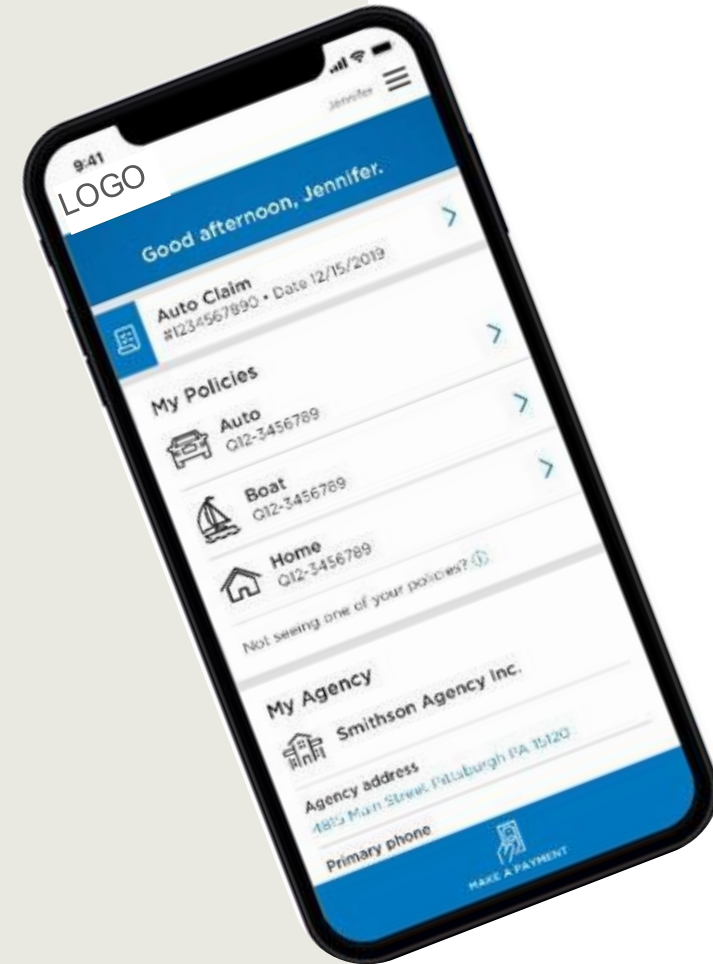 9:41
Jennifer
LOGO
Good afternoon, Jennifer.
Auto Claim
#1234567890 • Date 12/15/2019
My Policies
Auto
Q12-3456789
Boat
Q12-3456789
Home
Q12-3456789
Not seeing one of your policies?
My Agency
Smithson Agency Inc.
Agency address
4815 Main Street Pittsburgh PA 15120
Primary phone
MAKE A PAYMENT